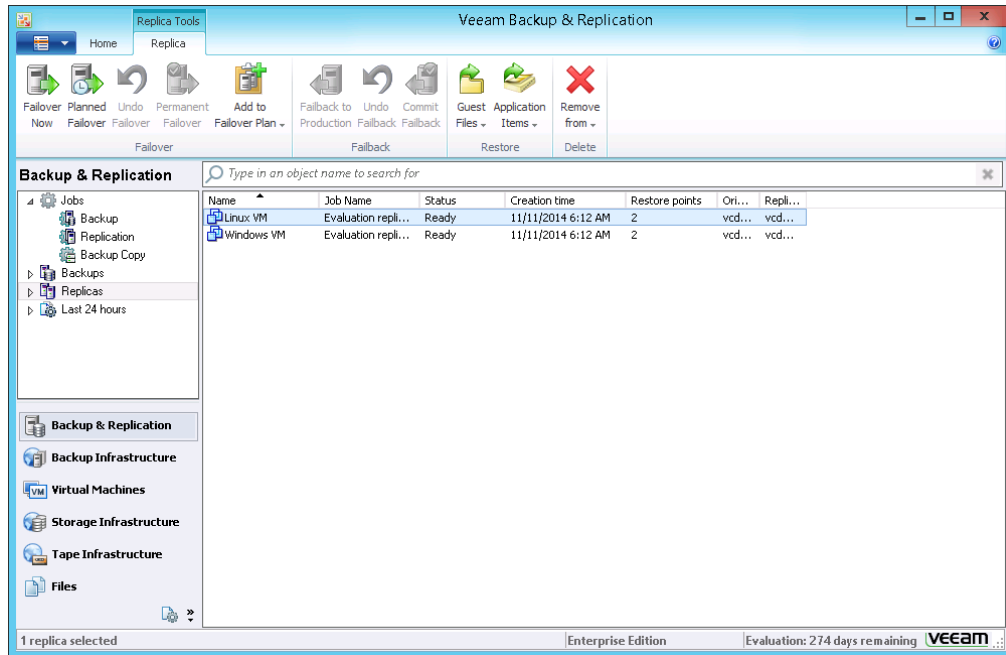 Replica Tools
Veeam Backup & Replication
Home Replica
Failover Now
Planned Failover
Undo Failover
Permanent Failover
Add to Failover Plan
Failback to Production
Undo Failback
Commit Failback
Guest Files
Application Items
Remove from
Failover
Failback
Restore
Delete
Backup & Replication
Type in an object name to search for
Jobs
Backup
Replication
Backup Copy
Backups
Replicas
Last 24 hours
Name Job Name Status Creation time Restore points Ori... Repli...
Linux VM Evaluation repli... Ready 11/11/2014 6:12 AM 2 vcd... vcd...
Windows VM Evaluation repli... Ready 11/11/2014 6:12 AM 2 vcd... vcd...
Backup & Replication
Backup Infrastructure
VM
Virtual Machines
Storage Infrastructure
Tape Infrastructure
Files
1 replica selected
Enterprise Edition
Evaluation: 274 days remaining
veeam